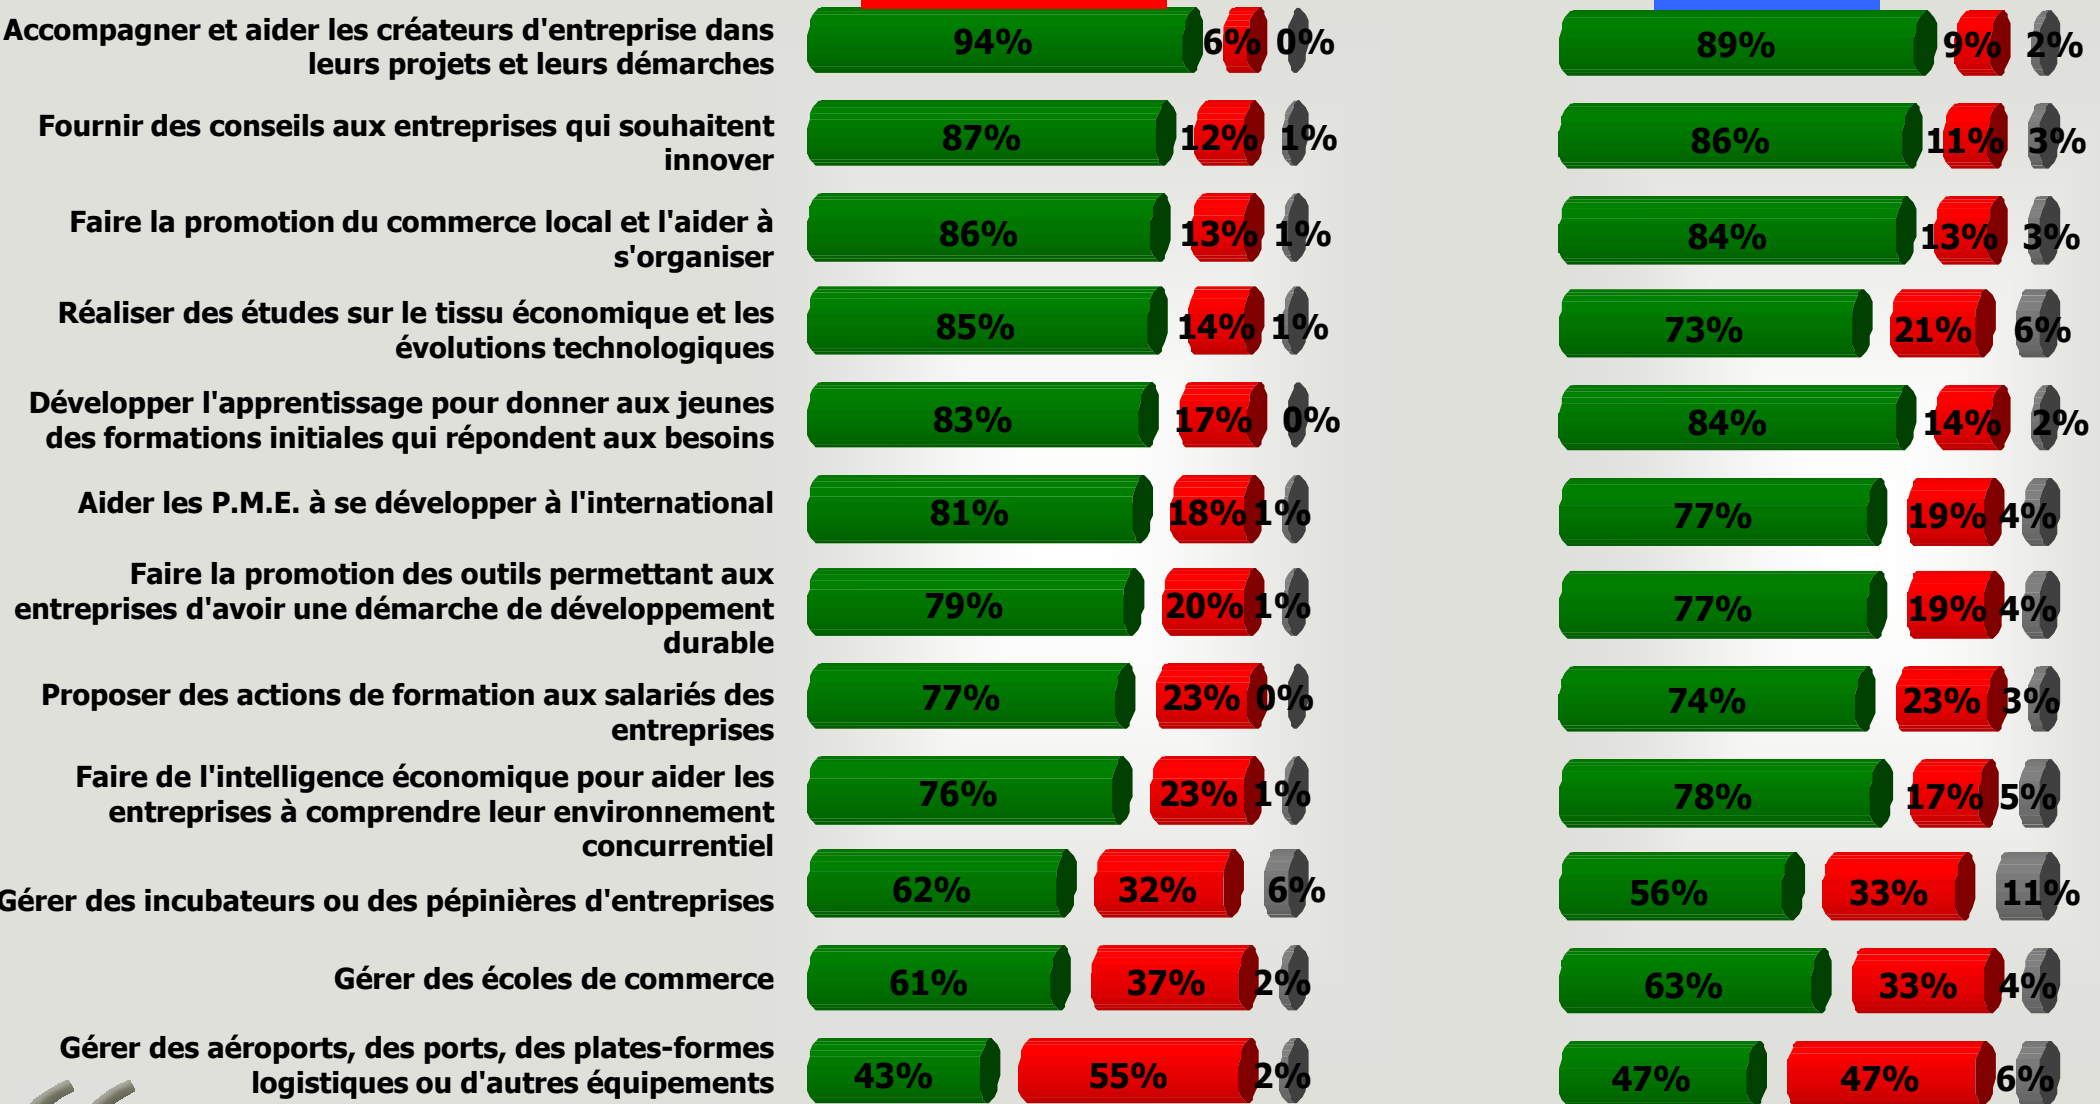 Accompagner et aider les créateurs d'entreprise dans
leurs projets et leurs démarches
94% 6% 0% 89% 9% 2%
Fournir des conseils aux entreprises qui souhaitent
innover
87% 12% 1% 86% 11% 3%
Faire la promotion du commerce local et l'aider à
s'organiser
86% 13% 1% 84% 13% 3%
Réaliser des études sur le tissu économique et les
évolutions technologiques
85% 14% 1% 73% 21% 6%
Développer l'apprentissage pour donner aux jeunes
des formations initiales qui répondent aux besoins
83% 17% 0% 84% 14% 2%
Aider les P.M.E. à se développer à l'international
81% 18% 1% 77% 19% 4%
Faire la promotion des outils permettant aux
entreprises d'avoir une démarche de développement
durable
79% 20% 1% 77% 19% 4%
Proposer des actions de formation aux salariés des
entreprises
77% 23% 0% 74% 23% 3%
Faire de l'intelligence économique pour aider les
entreprises à comprendre leur environnement
concurrentiel
76% 23% 1% 78% 17% 5%
Gérer des incubateurs ou des pépinières d'entreprises
62% 32% 6% 56% 33% 11%
Gérer des écoles de commerce
61% 37% 2% 63% 33% 4%
Gérer des aéroports, des ports, des plates-formes
logistiques ou d'autres équipements
43% 55% 2% 47% 47% 6%